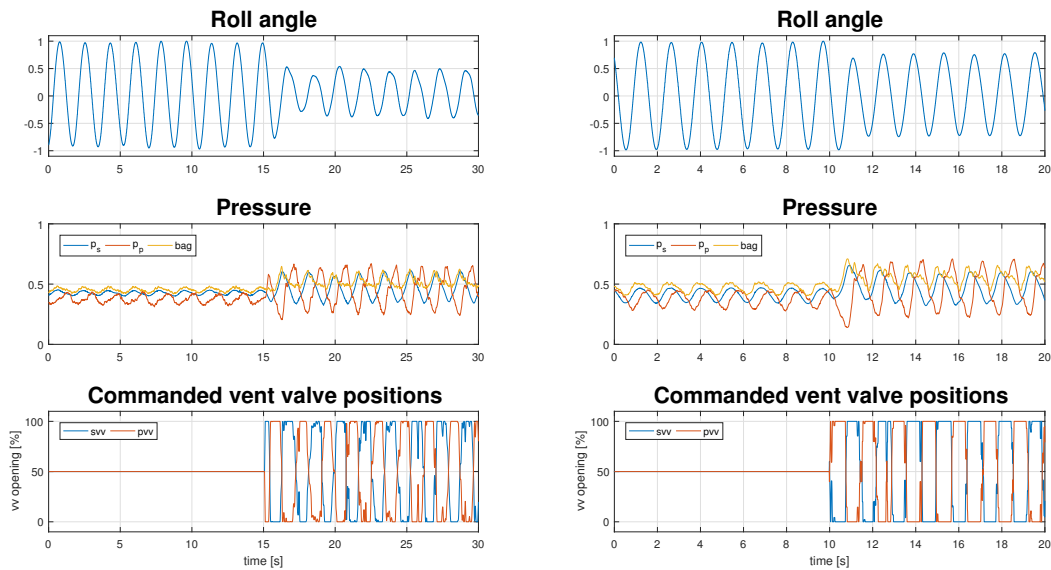 Roll angle
1
0.5
0
-0.5
-1
0 5 10 15 20 25 30
Pressure
1
0.5
0
p_s p_p bag
0 5 10 15 20 25 30
Commanded vent valve positions
vv opening [%]
100
50
0
svv pvv
0 5 10 15 20 25 30
time [s]
Roll angle
1
0.5
0
-0.5
-1
0 2 4 6 8 10 12 14 16 18 20
Pressure
1
0.5
0
p_s p_p bag
0 2 4 6 8 10 12 14 16 18 20
Commanded vent valve positions
vv opening [%]
100
50
0
svv pvv
0 2 4 6 8 10 12 14 16 18 20
time [s]